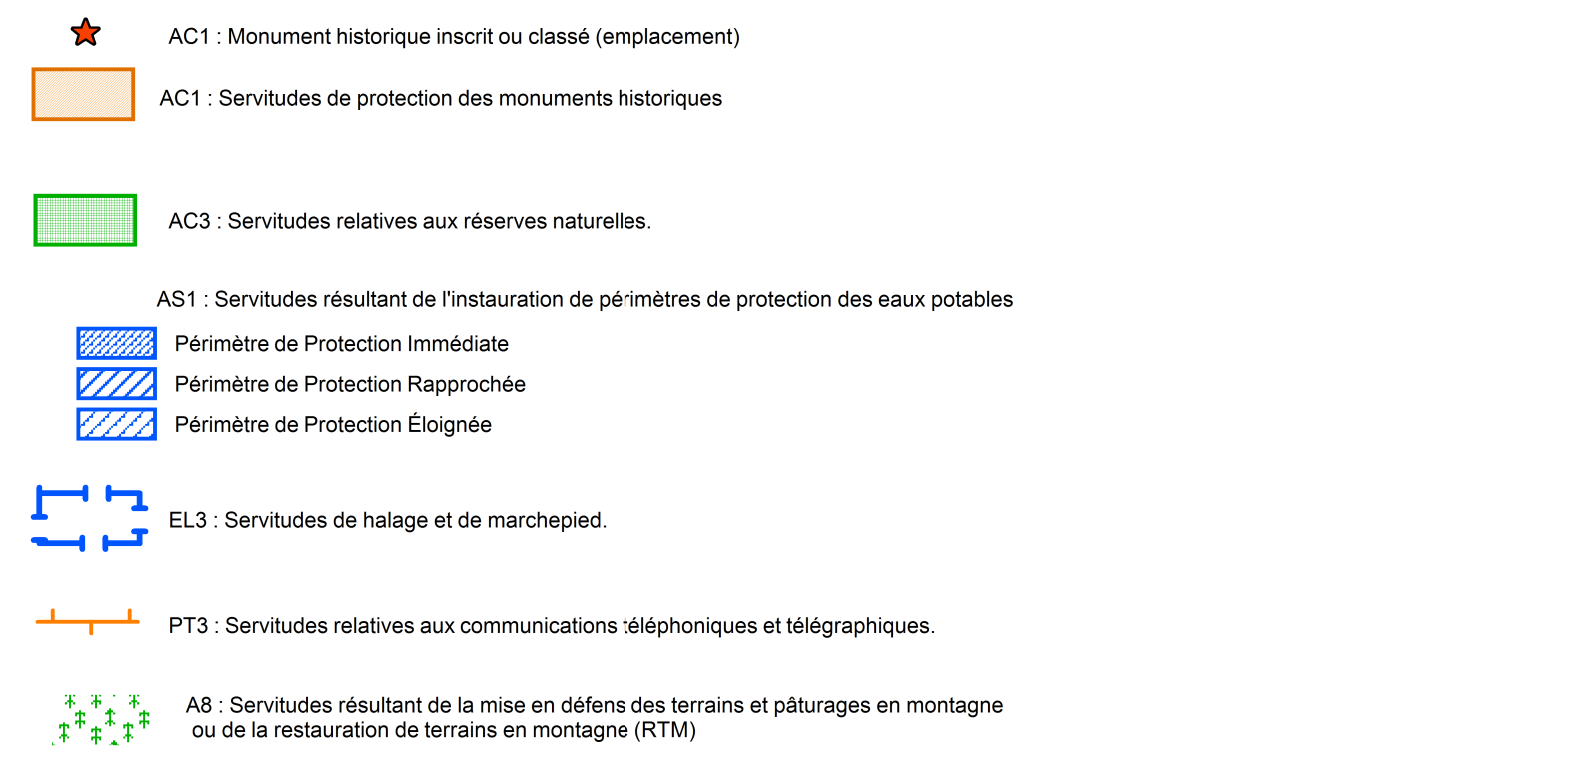 AC1 : Monument historique inscrit ou classé (emplacement)
AC1 : Servitudes de protection des monuments historiques
AC3 : Servitudes relatives aux réserves naturelles.
AS1 : Servitudes résultant de l'instauration de périmètres de protection des eaux potables
Périmètre de Protection Immédiate
Périmètre de Protection Rapprochée
Périmètre de Protection Éloignée
EL3 : Servitudes de halage et de marchepied.
PT3 : Servitudes relatives aux communications téléphoniques et télégraphiques.
A8 : Servitudes résultant de la mise en défens des terrains et pâturages en montagne
ou de la restauration de terrains en montagne (RTM)